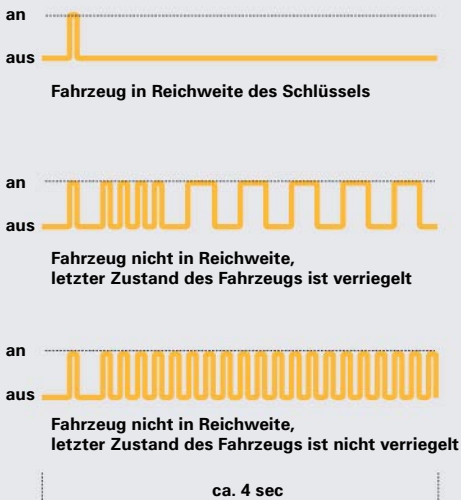 an
aus
Fahrzeug in Reichweite des Schlüssels
an
aus
Fahrzeug nicht in Reichweite,
letzter Zustand des Fahrzeugs ist verriegelt
an
aus
Fahrzeug nicht in Reichweite,
letzter Zustand des Fahrzeugs ist nicht verriegelt
ca. 4 sec